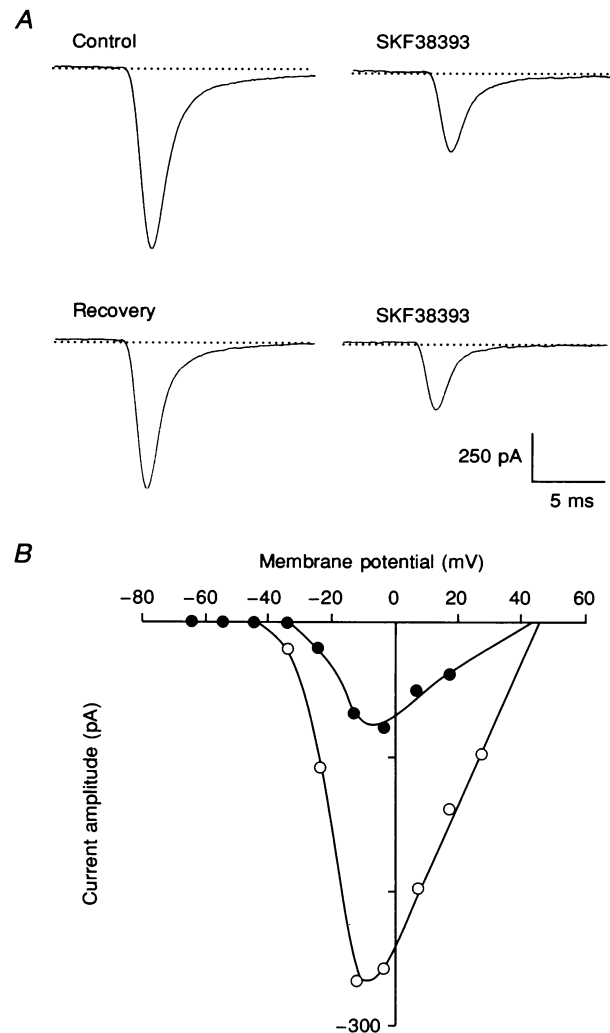 A
Control
SKF38393
Recovery
SKF38393
250 pA
5 ms
B
Membrane potential (mV)
−80 −60 −40 −20 0 20 40 60
Current amplitude (pA)
−300